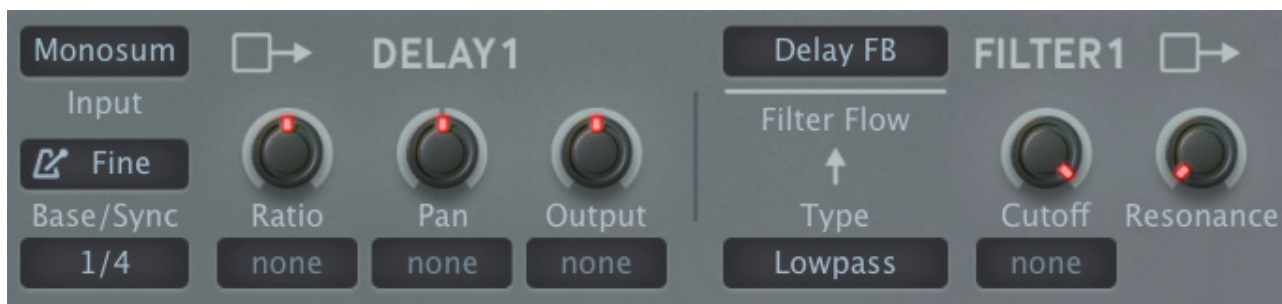 Monosum
DELAY1
Delay FB
FILTER1
Input
Filter Flow
Fine
Base/Sync
Ratio
Pan
Output
Type
Cutoff
Resonance
1/4
none
none
none
Lowpass
none